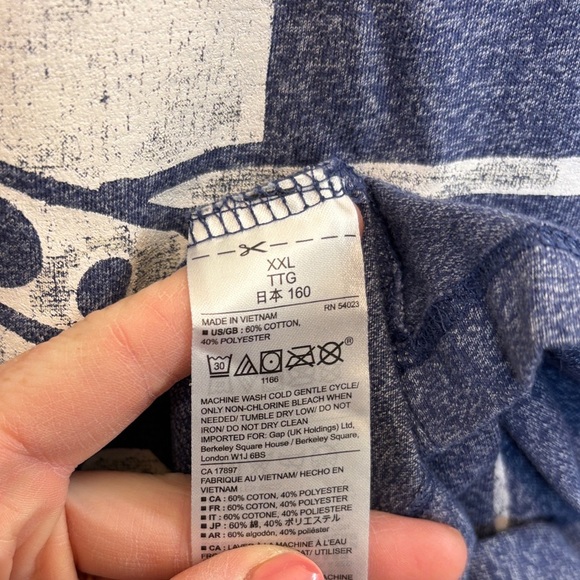 XXL
TTG
日本 160
RN 54023
MADE IN VIETNAM
■ US/GB : 60% COTTON,
40% POLYESTER
30
1166
MACHINE WASH COLD GENTLE CYCLE/
ONLY NON-CHLORINE BLEACH WHEN
NEEDED/ TUMBLE DRY LOW/ DO NOT
IRON/ DO NOT DRY CLEAN
IMPORTED FOR: Gap (UK Holdings) Ltd,
Berkeley Square House / Berkeley Square,
London W1J 6BS
CA 17897
FABRIQUE AU VIETNAM/ HECHO EN
VIETNAM
■ CA : 60% COTON, 40% POLYESTER
■ FR : 60% COTON, 40% POLYESTER
■ IT : 60% COTONE, 40% POLIESTERE
■ JP : 60% 綿, 40% ポリエステル
■ AR : 60% algodón, 40% poliéster
■ CA : LAVER À LA MACHINE À L'EAU